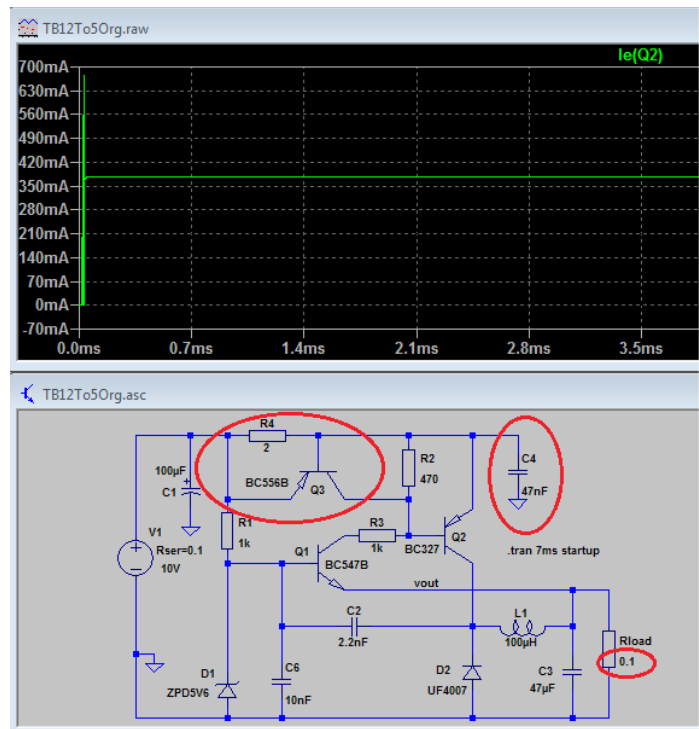 TB12To5Org.raw
Ie(Q2)
700mA
630mA
560mA
490mA
420mA
350mA
280mA
210mA
140mA
70mA
0mA
-70mA
0.0ms 0.7ms 1.4ms 2.1ms 2.8ms 3.5ms
TB12To5Org.asc
R4
2
C4
47nF
100µF
C1
BC556B
Q3
R2
470
R1
1k
R3
1k
Q2
BC327
.tran 7ms startup
V1
Rser=0.1
10V
Q1
BC547B
vout
C2
2.2nF
L1
100µH
Rload
0.1
D1
ZPD5V6
C6
10nF
D2
UF4007
C3
47µF